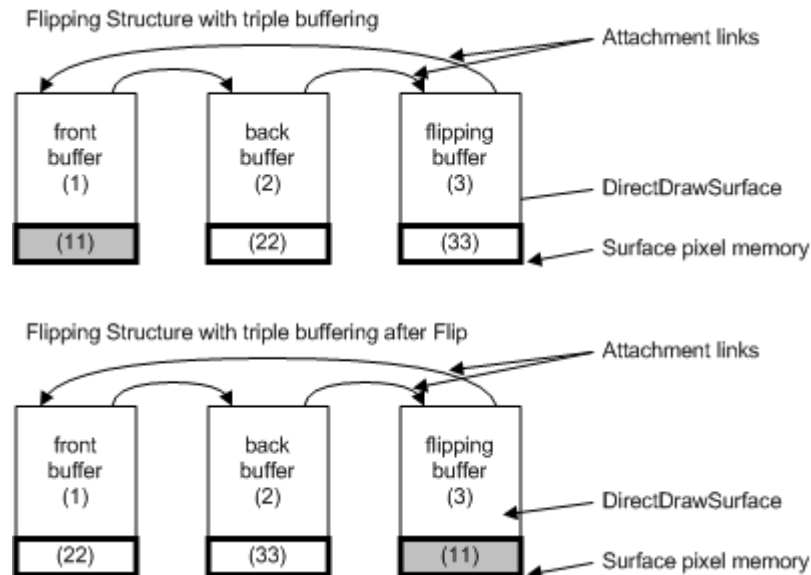 Flipping Structure with triple buffering
Attachment links
front
buffer
(1)
back
buffer
(2)
flipping
buffer
(3)
DirectDrawSurface
(11)
(22)
(33)
Surface pixel memory
Flipping Structure with triple buffering after Flip
Attachment links
front
buffer
(1)
back
buffer
(2)
flipping
buffer
(3)
DirectDrawSurface
(22)
(33)
(11)
Surface pixel memory